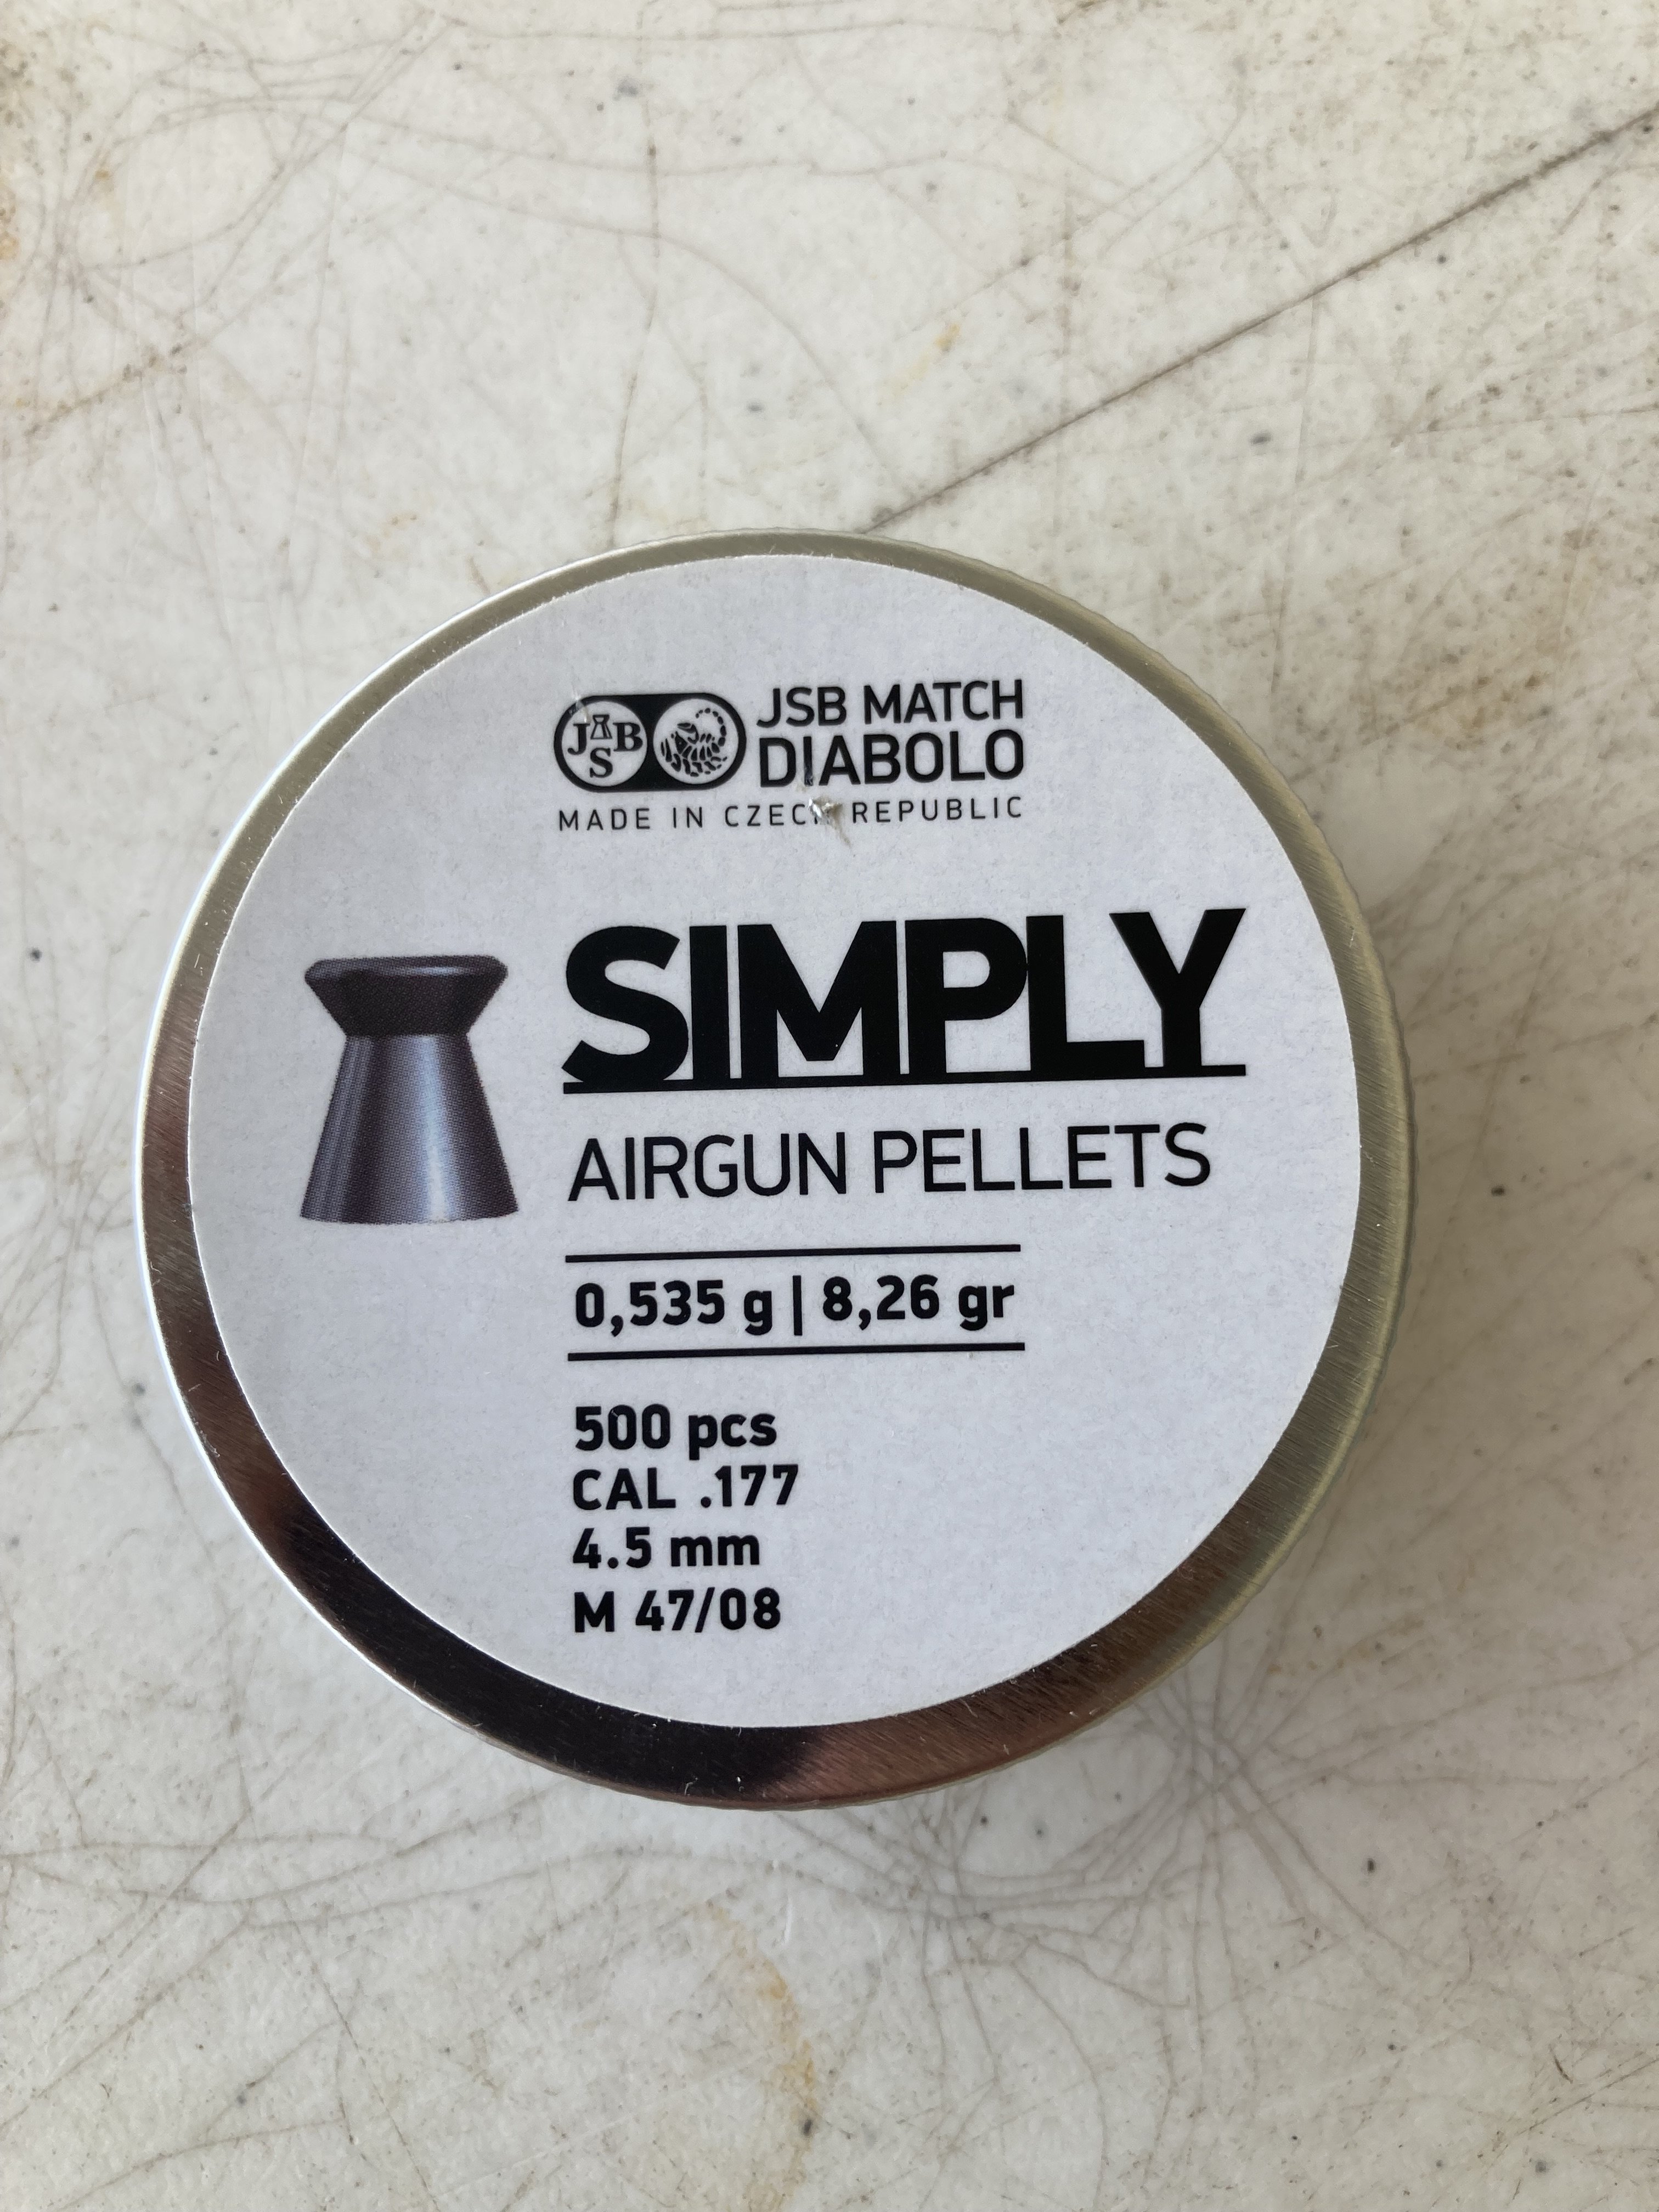 JSB
JSB MATCH
DIABOLO
MADE IN CZECH REPUBLIC
SIMPLY
AIRGUN PELLETS
0,535 g | 8,26 gr
500 pcs
CAL .177
4.5 mm
M 47/08